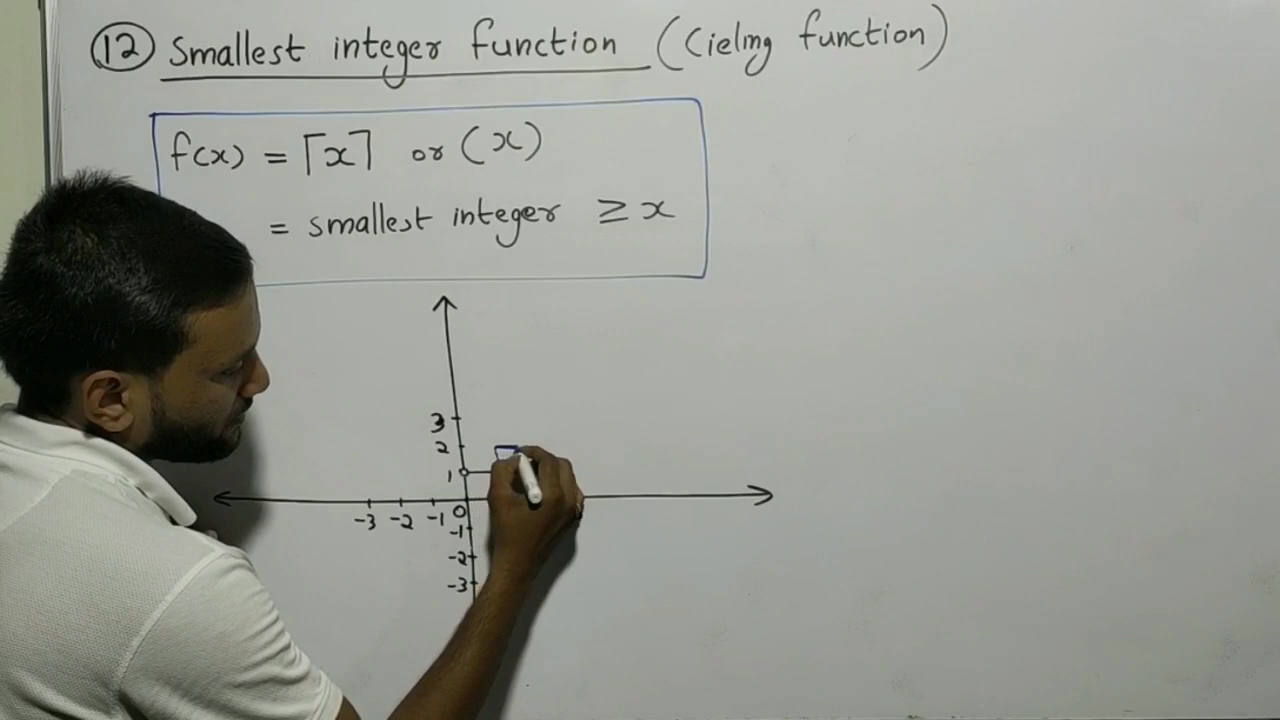 12 Smallest integer function (Cielmg function)
f(x) = ⌈x⌉ or (x)
= smallest integer ≥ x
3
2
1
-3 -2 -1 0
-1
-2
-3